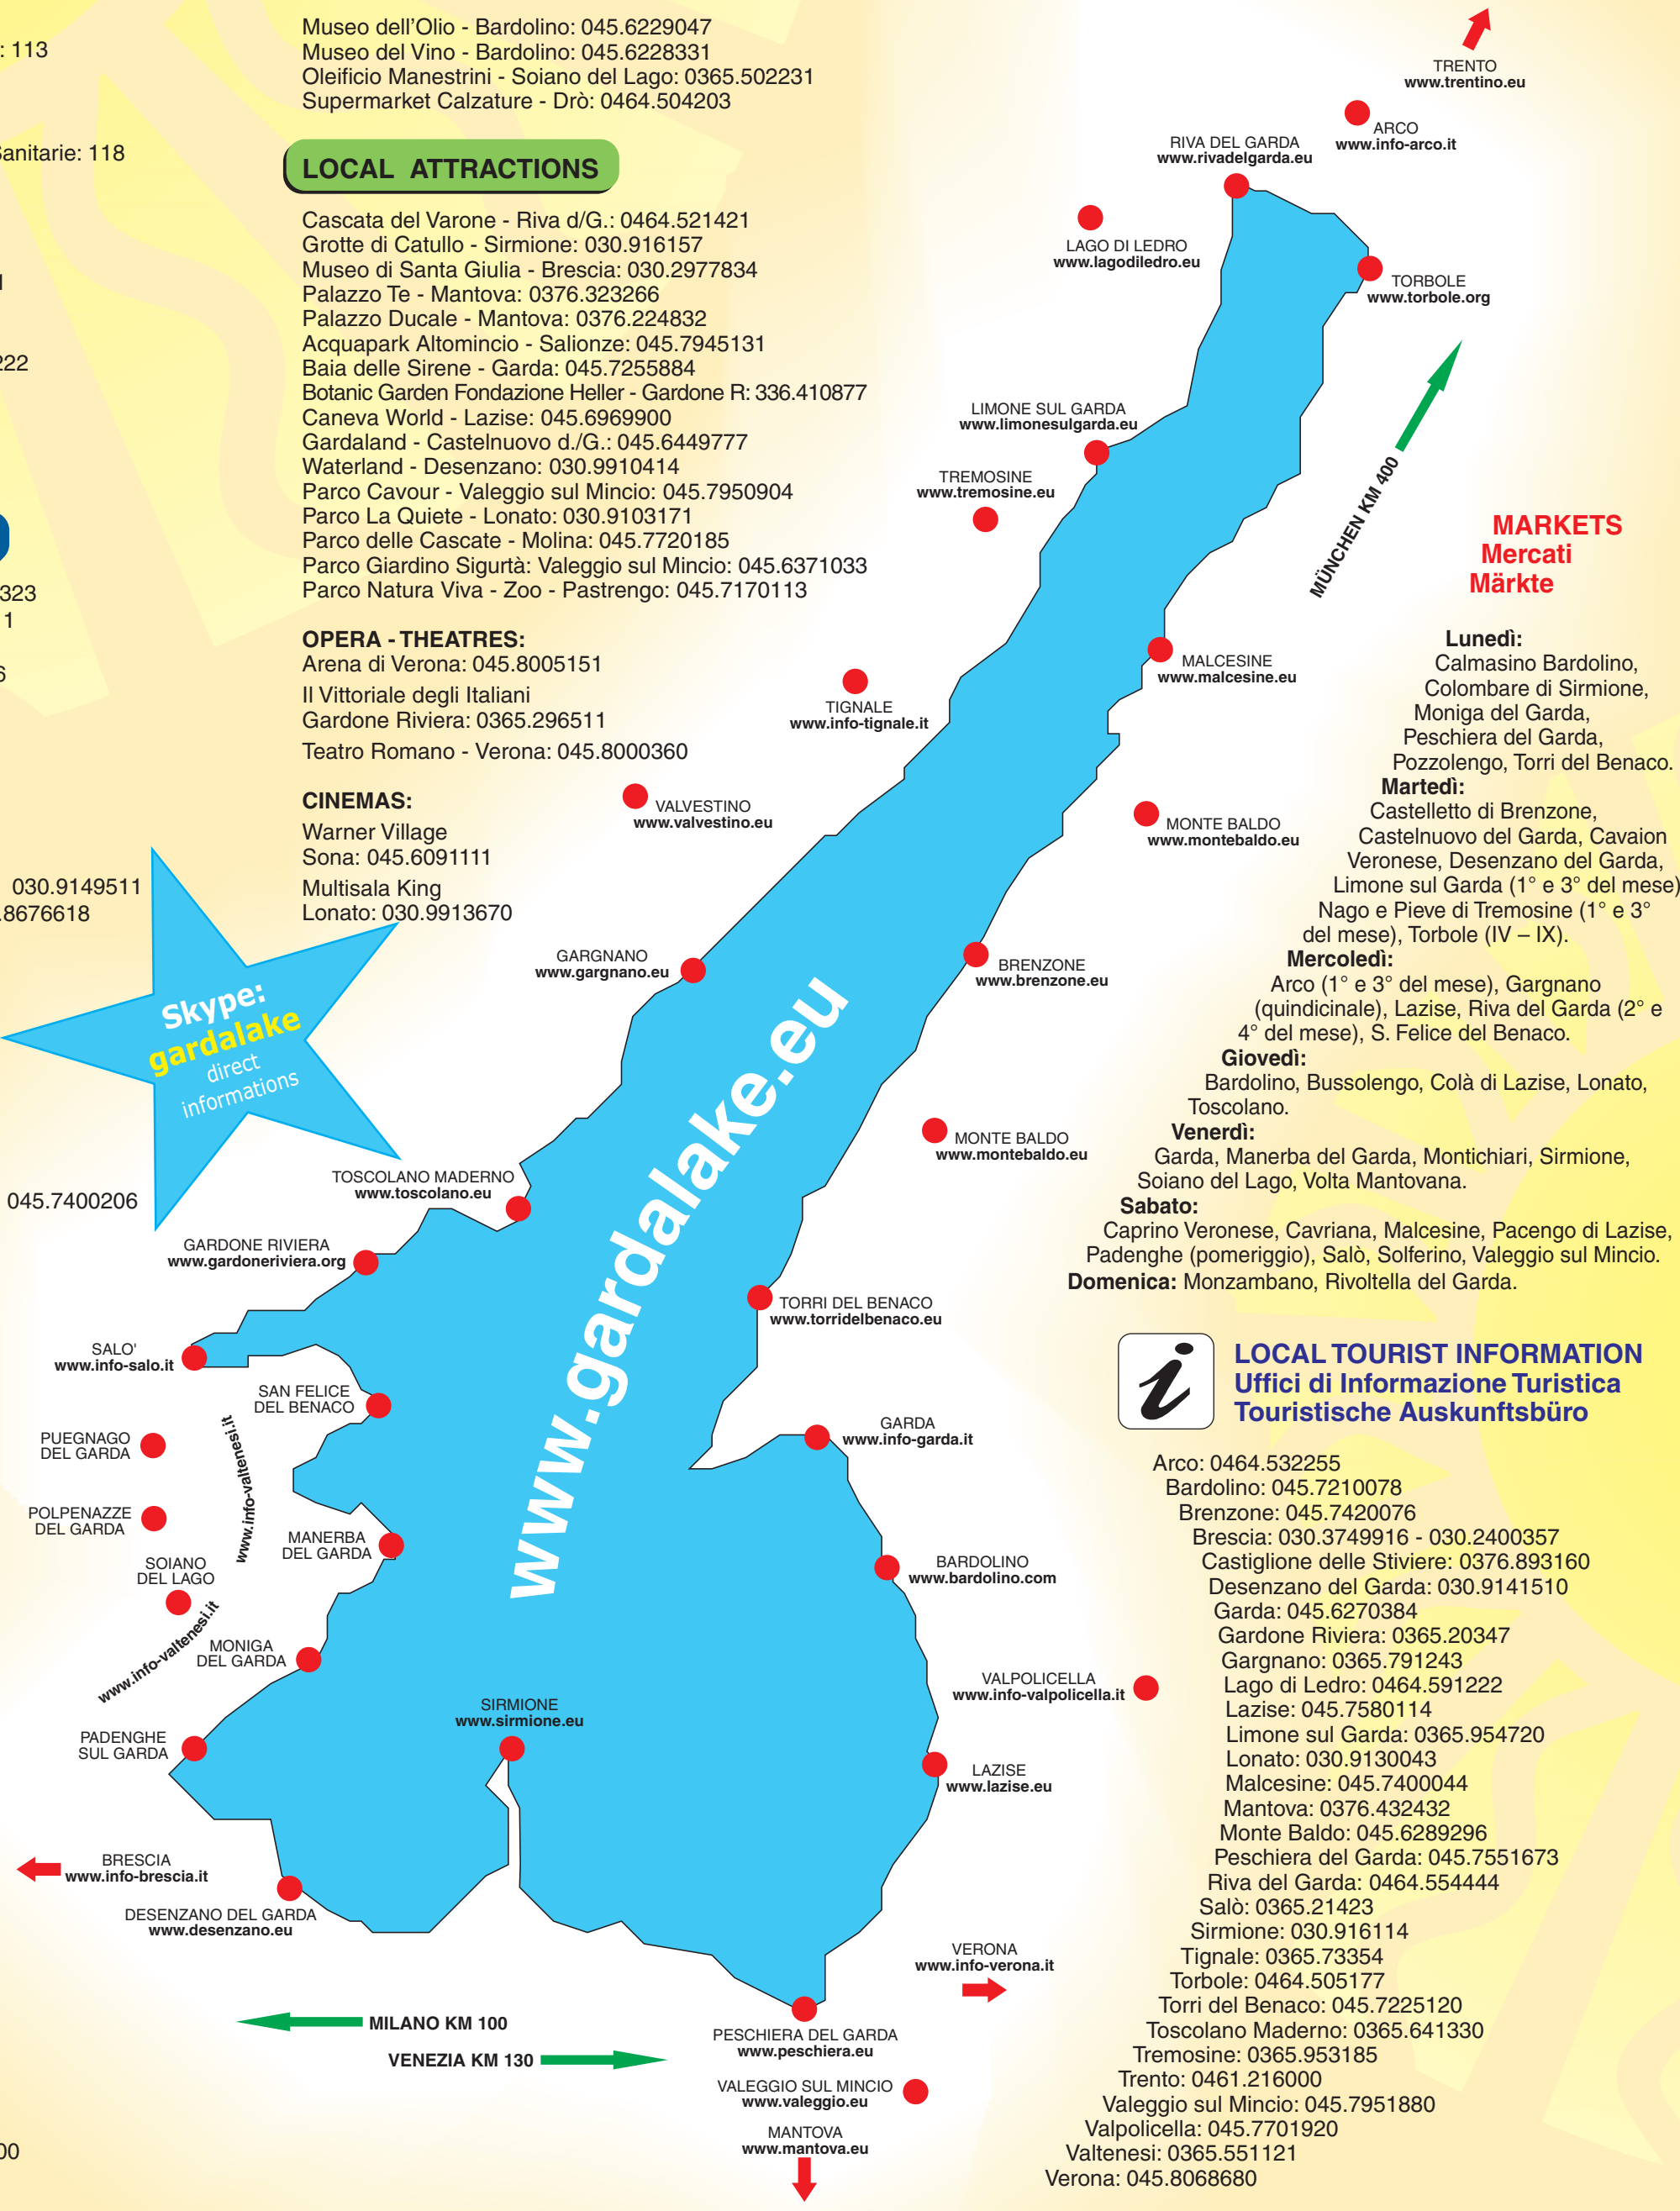 : 113
Sanitarie: 118
222
323
1
6
030.9149511
.8676618
045.7400206
00
Museo dell'Olio - Bardolino: 045.6229047
Museo del Vino - Bardolino: 045.6228331
Oleificio Manestrini - Soiano del Lago: 0365.502231
Supermarket Calzature - Drò: 0464.504203
LOCAL ATTRACTIONS
Cascata del Varone - Riva d/G.: 0464.521421
Grotte di Catullo - Sirmione: 030.916157
Museo di Santa Giulia - Brescia: 030.2977834
Palazzo Te - Mantova: 0376.323266
Palazzo Ducale - Mantova: 0376.224832
Acquapark Altomincio - Salionze: 045.7945131
Baia delle Sirene - Garda: 045.7255884
Botanic Garden Fondazione Heller - Gardone R: 336.410877
Caneva World - Lazise: 045.6969900
Gardaland - Castelnuovo d./G.: 045.6449777
Waterland - Desenzano: 030.9910414
Parco Cavour - Valeggio sul Mincio: 045.7950904
Parco La Quiete - Lonato: 030.9103171
Parco delle Cascate - Molina: 045.7720185
Parco Giardino Sigurtà: Valeggio sul Mincio: 045.6371033
Parco Natura Viva - Zoo - Pastrengo: 045.7170113
OPERA - THEATRES:
Arena di Verona: 045.8005151
Il Vittoriale degli Italiani
Gardone Riviera: 0365.296511
Teatro Romano - Verona: 045.8000360
CINEMAS:
Warner Village
Sona: 045.6091111
Multisala King
Lonato: 030.9913670
Skype:
gardalake
direct
informations
TRENTO
www.trentino.eu
ARCO
www.info-arco.it
RIVA DEL GARDA
www.rivadelgarda.eu
LAGO DI LEDRO
www.lagodiledro.eu
TORBOLE
www.torbole.org
LIMONE SUL GARDA
www.limonesulgarda.eu
TREMOSINE
www.tremosine.eu
MÜNCHEN KM 400
MALCESINE
www.malcesine.eu
TIGNALE
www.info-tignale.it
VALVESTINO
www.valvestino.eu
MONTE BALDO
www.montebaldo.eu
GARGNANO
www.gargnano.eu
BRENZONE
www.brenzone.eu
www.gardalake.eu
MONTE BALDO
www.montebaldo.eu
TOSCOLANO MADERNO
www.toscolano.eu
GARDONE RIVIERA
www.gardoneriviera.org
TORRI DEL BENACO
www.torridelbenaco.eu
SALO'
www.info-salo.it
SAN FELICE
DEL BENACO
GARDA
www.info-garda.it
PUEGNAGO
DEL GARDA
www.info-valtenesi.it
POLPENAZZE
DEL GARDA
MANERBA
DEL GARDA
SOIANO
DEL LAGO
www.info-valtenesi.it
BARDOLINO
www.bardolino.com
MONIGA
DEL GARDA
VALPOLICELLA
www.info-valpolicella.it
SIRMIONE
www.sirmione.eu
PADENGHE
SUL GARDA
LAZISE
www.lazise.eu
BRESCIA
www.info-brescia.it
DESENZANO DEL GARDA
www.desenzano.eu
VERONA
www.info-verona.it
MILANO KM 100
VENEZIA KM 130
PESCHIERA DEL GARDA
www.peschiera.eu
VALEGGIO SUL MINCIO
www.valeggio.eu
MANTOVA
www.mantova.eu
MARKETS
Mercati
Märkte
Lunedì:
Calmasino Bardolino,
Colombare di Sirmione,
Moniga del Garda,
Peschiera del Garda,
Pozzolengo, Torri del Benaco.
Martedì:
Castelletto di Brenzone,
Castelnuovo del Garda, Cavaion
Veronese, Desenzano del Garda,
Limone sul Garda (1° e 3° del mese)
Nago e Pieve di Tremosine (1° e 3°
del mese), Torbole (IV – IX).
Mercoledì:
Arco (1° e 3° del mese), Gargnano
(quindicinale), Lazise, Riva del Garda (2° e
4° del mese), S. Felice del Benaco.
Giovedì:
Bardolino, Bussolengo, Colà di Lazise, Lonato,
Toscolano.
Venerdì:
Garda, Manerba del Garda, Montichiari, Sirmione,
Soiano del Lago, Volta Mantovana.
Sabato:
Caprino Veronese, Cavriana, Malcesine, Pacengo di Lazise,
Padenghe (pomeriggio), Salò, Solferino, Valeggio sul Mincio.
Domenica: Monzambano, Rivoltella del Garda.
i
LOCAL TOURIST INFORMATION
Uffici di Informazione Turistica
Touristische Auskunftsbüro
Arco: 0464.532255
Bardolino: 045.7210078
Brenzone: 045.7420076
Brescia: 030.3749916 - 030.2400357
Castiglione delle Stiviere: 0376.893160
Desenzano del Garda: 030.9141510
Garda: 045.6270384
Gardone Riviera: 0365.20347
Gargnano: 0365.791243
Lago di Ledro: 0464.591222
Lazise: 045.7580114
Limone sul Garda: 0365.954720
Lonato: 030.9130043
Malcesine: 045.7400044
Mantova: 0376.432432
Monte Baldo: 045.6289296
Peschiera del Garda: 045.7551673
Riva del Garda: 0464.554444
Salò: 0365.21423
Sirmione: 030.916114
Tignale: 0365.73354
Torbole: 0464.505177
Torri del Benaco: 045.7225120
Toscolano Maderno: 0365.641330
Tremosine: 0365.953185
Trento: 0461.216000
Valeggio sul Mincio: 045.7951880
Valpolicella: 045.7701920
Valtenesi: 0365.551121
Verona: 045.8068680